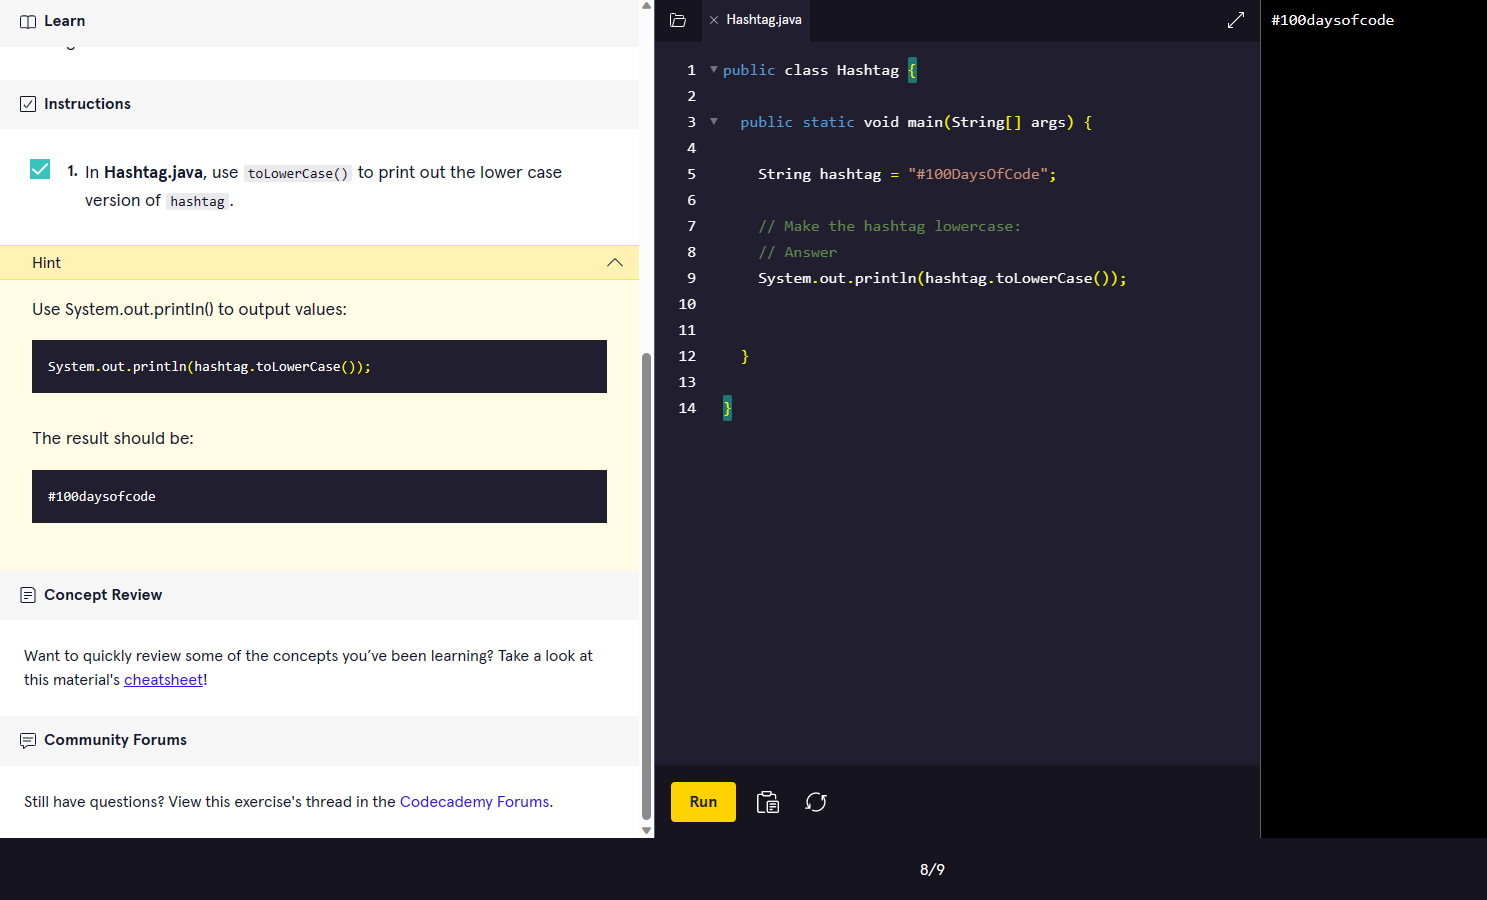 Learn
Instructions
1. In Hashtag.java, use toLowerCase() to print out the lower case
version of hashtag.
Hint
Use System.out.println() to output values:
System.out.println(hashtag.toLowerCase());
The result should be:
#100daysofcode
Concept Review
Want to quickly review some of the concepts you’ve been learning? Take a look at
this material's cheatsheet!
Community Forums
Still have questions? View this exercise's thread in the Codecademy Forums.
Hashtag.java
1 public class Hashtag {
2
3 public static void main(String[] args) {
4
5 String hashtag = "#100DaysOfCode";
6
7 // Make the hashtag lowercase:
8 // Answer
9 System.out.println(hashtag.toLowerCase());
10
11
12 }
13
14 }
Run
#100daysofcode
8/9